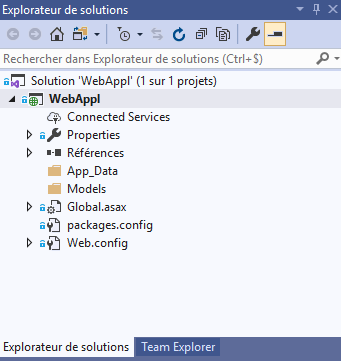 Explorateur de solutions
Rechercher dans Explorateur de solutions (Ctrl+$)
Solution 'WebAppl' (1 sur 1 projets)
WebAppl
Connected Services
Properties
Références
App_Data
Models
Global.asax
packages.config
Web.config
Explorateur de solutions Team Explorer